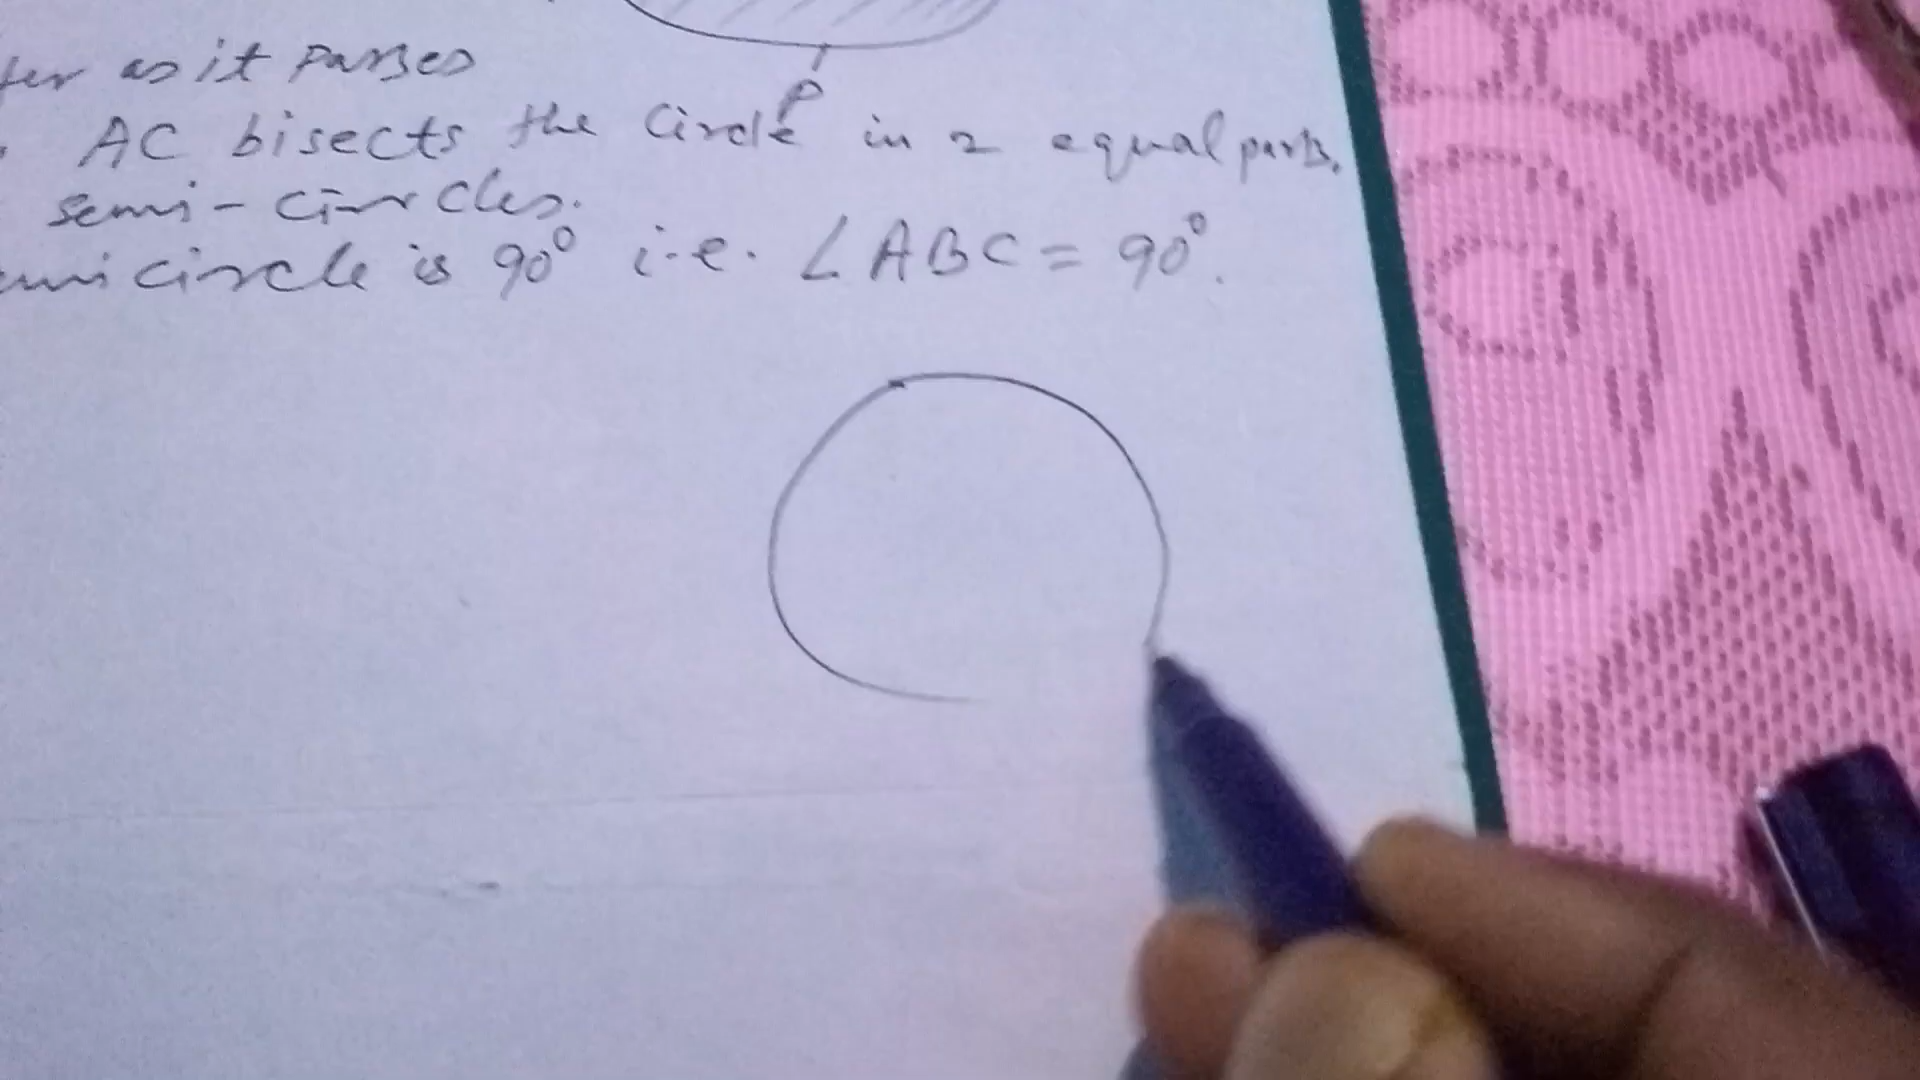 as it passes
P
AC bisects the Circle in 2 equal parts.
semi-circles.
circle is 90° i.e. ∠ABC = 90°.